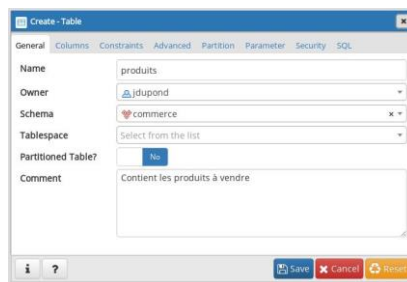 Create - Table
General Columns Constraints Advanced Partition Parameter Security SQL
Name produits
Owner jdupond
Schema commerce
Tablespace Select from the list
Partitioned Table? No
Comment Contient les produits à vendre
i ? Save Cancel Reset